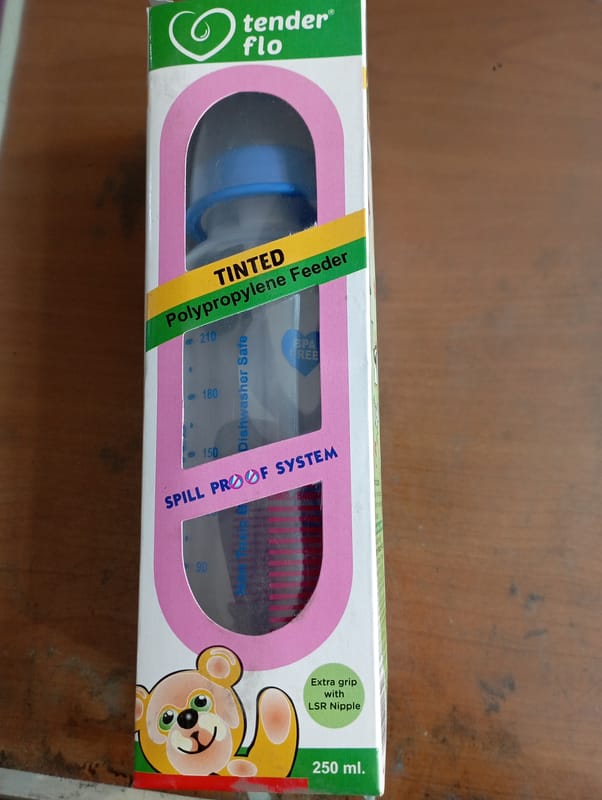 tender®
flo
TINTED
Polypropylene Feeder
210
BPA
FREE
180
Dishwasher Safe
150
SPILL PROOF SYSTEM
90
Extra grip
with
LSR Nipple
250 ml.